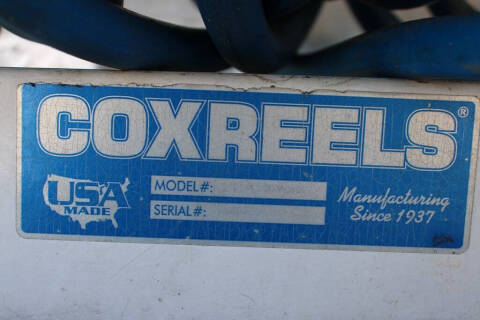 COXREELS®
USA
MADE
MODEL#:
SERIAL#:
Manufacturing
Since 1937